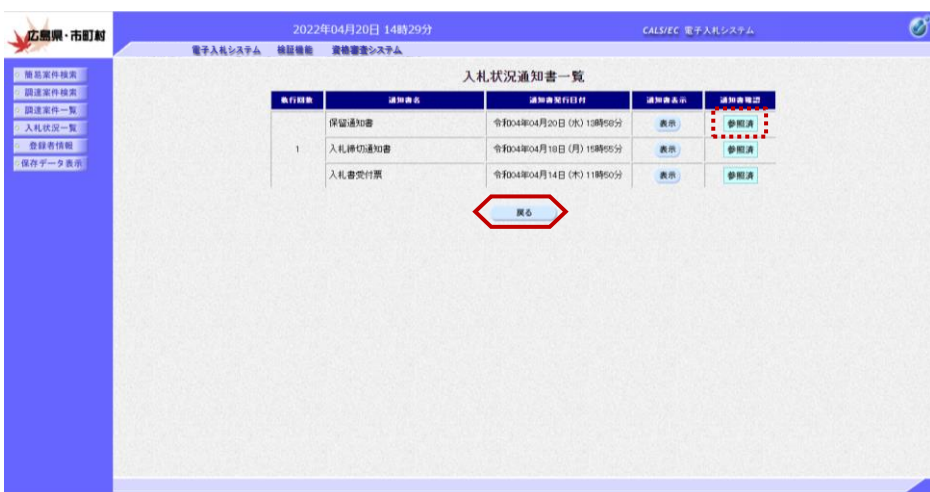 広島県・市町村
2022年04月20日 14時29分
CALS/EC 電子入札システム
電子入札システム 検証機能 資格審査システム
簡易案件検索
調達案件検索
調達案件一覧
入札状況一覧
登録者情報
保存データ表示
入札状況通知書一覧
執行回数 通知書名 通知書発行日付 通知書表示 通知書確認
保留通知書 令和04年04月20日(水) 13時58分 表示 参照済
1 入札締切通知書 令和04年04月18日(月) 15時55分 表示 参照済
入札書受付票 令和04年04月14日(木) 11時50分 表示 参照済
戻る